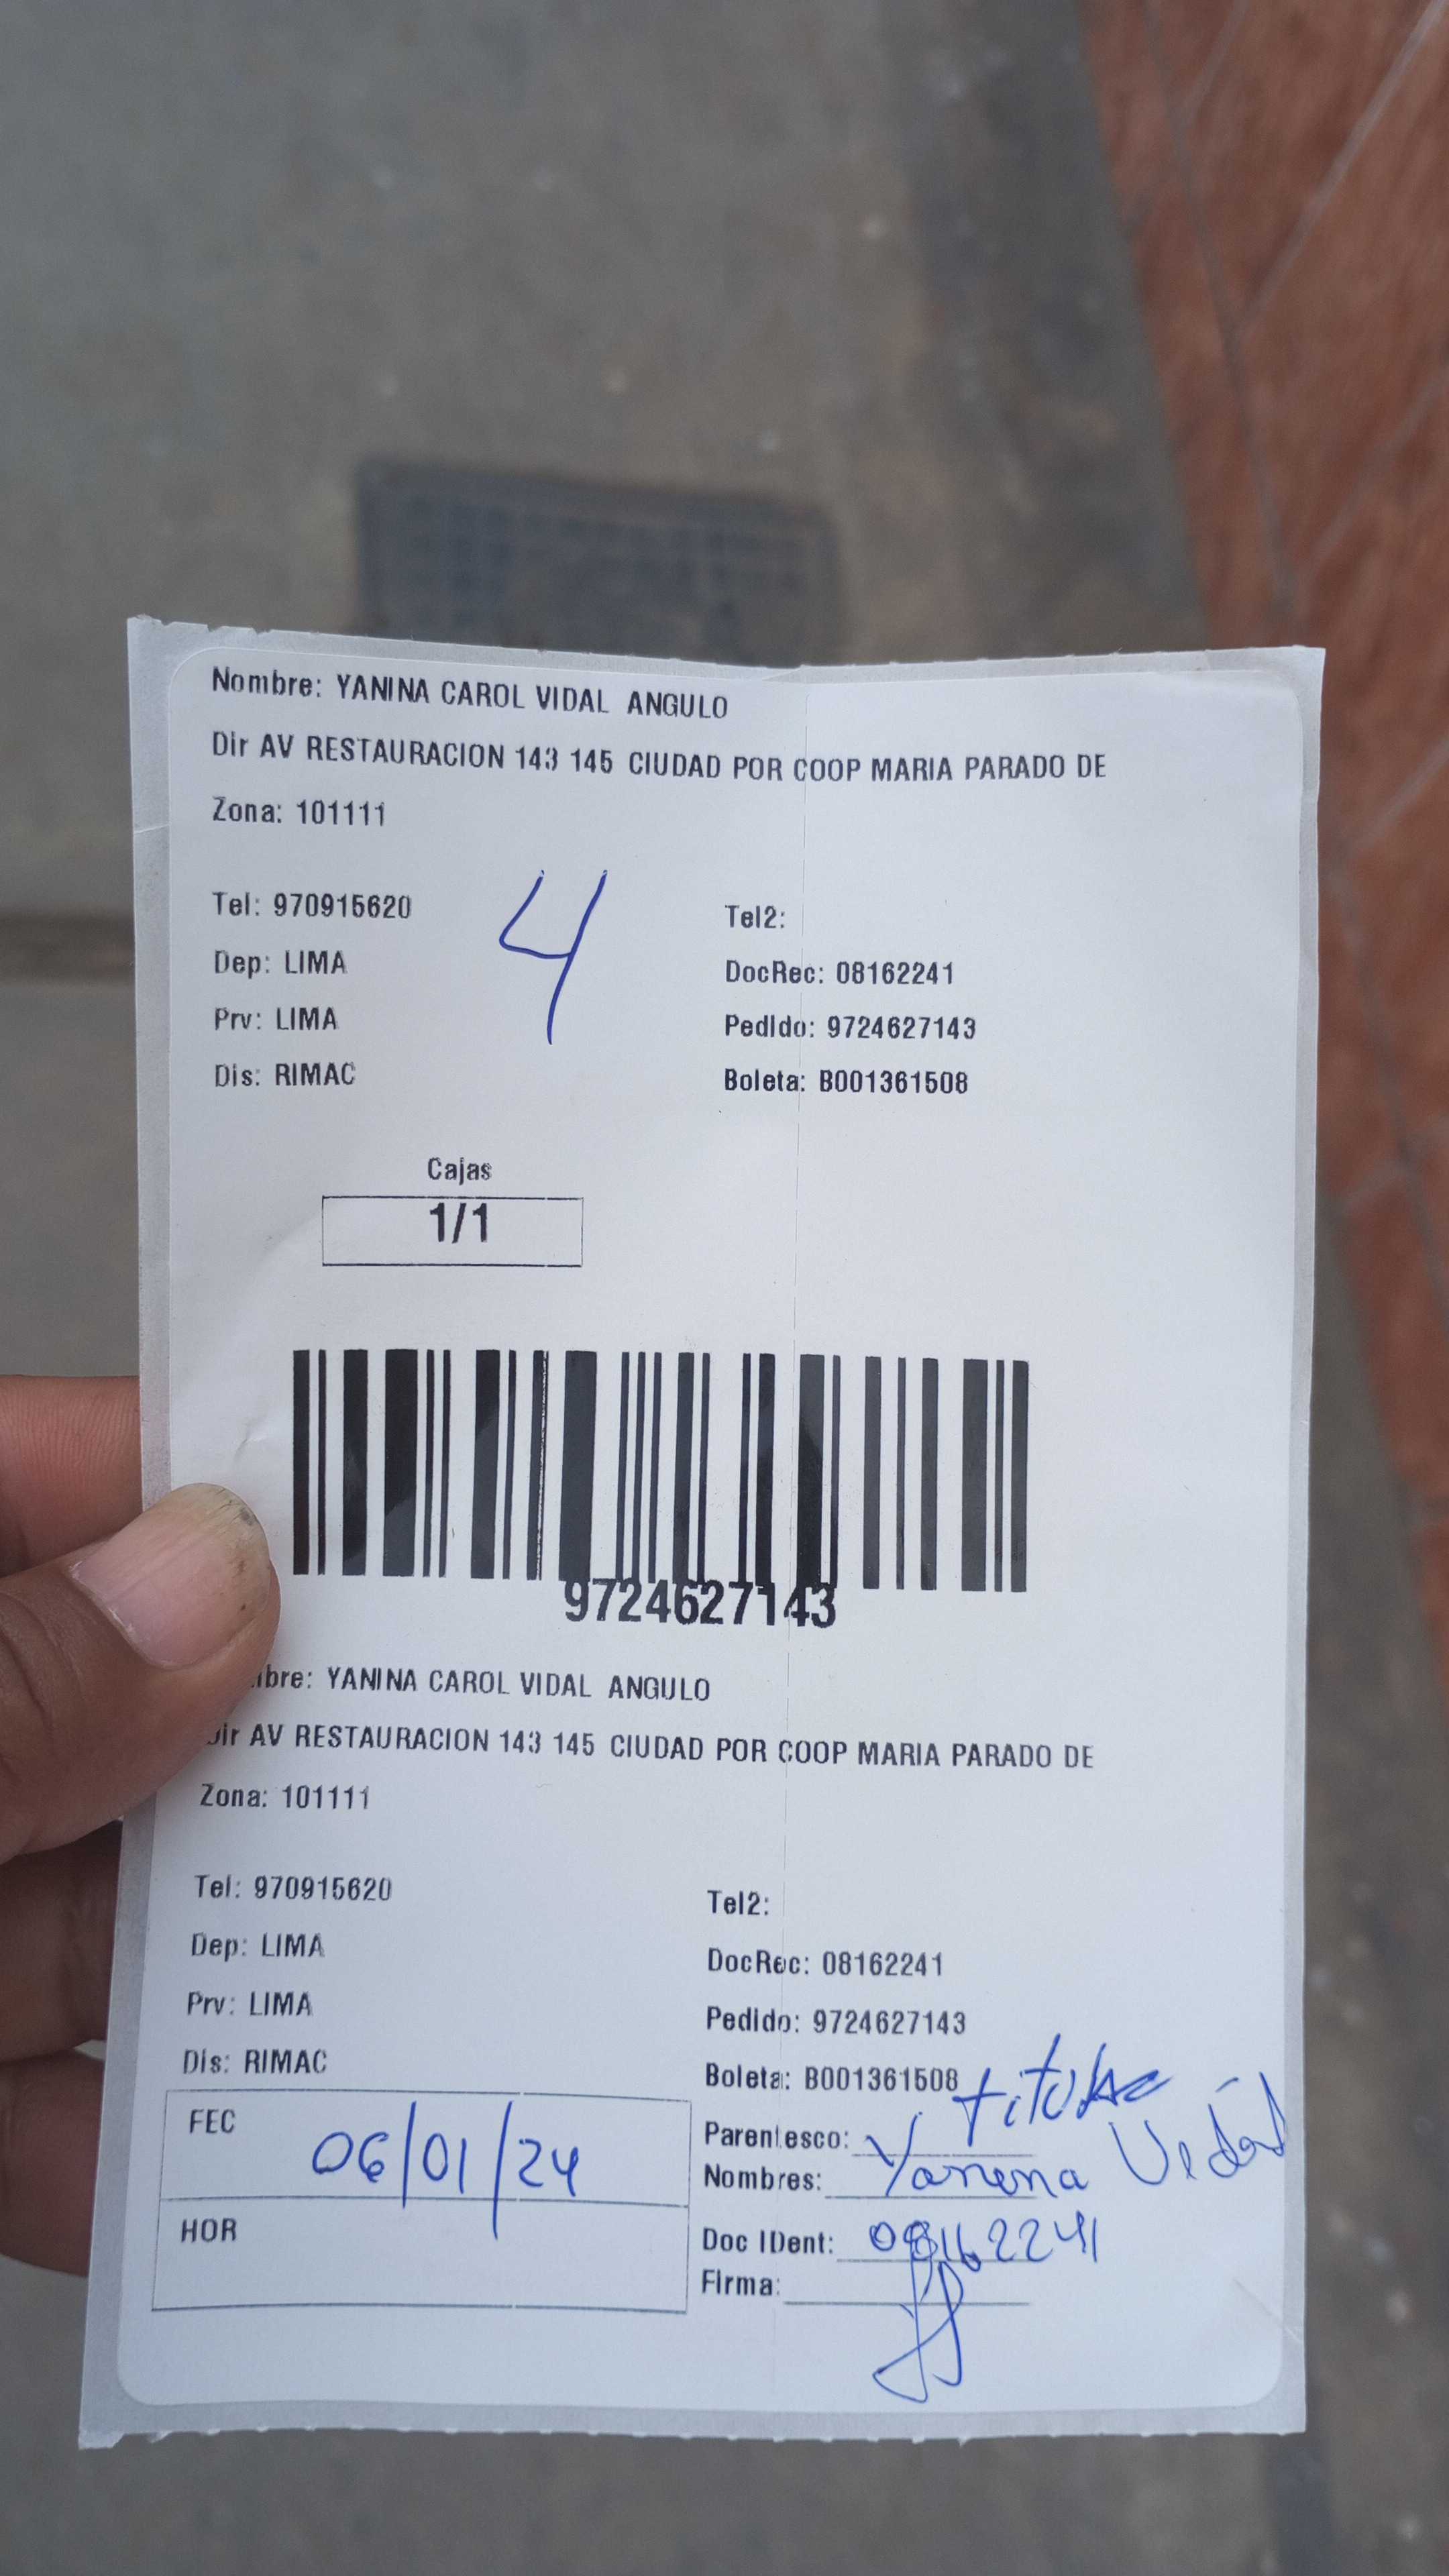 Nombre: YANINA CAROL VIDAL ANGULO
Dir AV RESTAURACION 143 145 CIUDAD POR COOP MARIA PARADO DE
Zona: 101111
4
Tel: 970915620 Tel2:
Dep: LIMA DocRec: 08162241
Prv: LIMA Pedido: 9724627143
Dis: RIMAC Boleta: B001361508
Cajas
1/1
9724627143
bre: YANINA CAROL VIDAL ANGULO
Dir AV RESTAURACION 143 145 CIUDAD POR COOP MARIA PARADO DE
Zona: 101111
Tel: 970915620 Tel2:
Dep: LIMA DocRec: 08162241
Prv: LIMA Pedido: 9724627143
Dis: RIMAC Boleta: B001361508
FEC 06/01/24
Parentesco:
Nombres: Yanina Vidal
HOR
Doc IDent: 08162241
Firma: